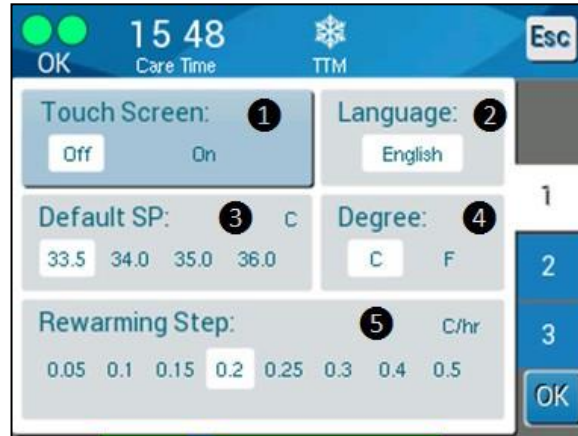 OK
15 48
Care Time
TTM
Esc
Touch Screen: 1
Off On
Language: 2
English
Default SP: 3 C
33.5 34.0 35.0 36.0
Degree: 4
C F
Rewarming Step: 5 C/hr
0.05 0.1 0.15 0.2 0.25 0.3 0.4 0.5
1
2
3
OK